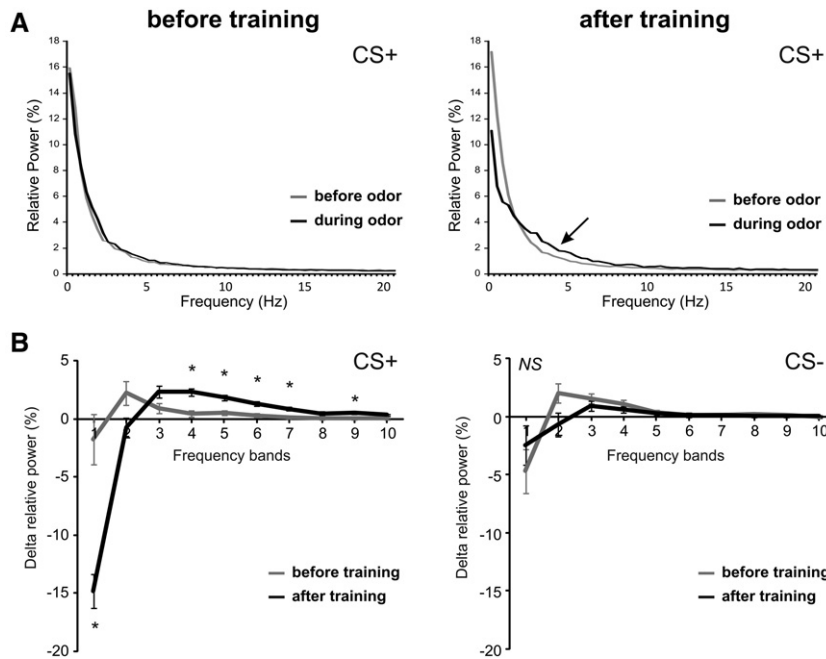 A
before training
after training
CS+
Relative Power (%)
18
16
14
12
10
8
6
4
2
0
before odor
during odor
0
5
10
15
20
Frequency (Hz)
CS+
Relative Power (%)
18
16
14
12
10
8
6
4
2
0
before odor
during odor
0
5
10
15
20
Frequency (Hz)
B
CS+
Delta relative power (%)
5
0
-5
-10
-15
-20
* * * * *
1 2 3 4 5 6 7 8 9 10
Frequency bands
before training
after training
*
CS-
NS
Delta relative power (%)
5
0
-5
-10
-15
-20
1 2 3 4 5 6 7 8 9 10
Frequency bands
before training
after training